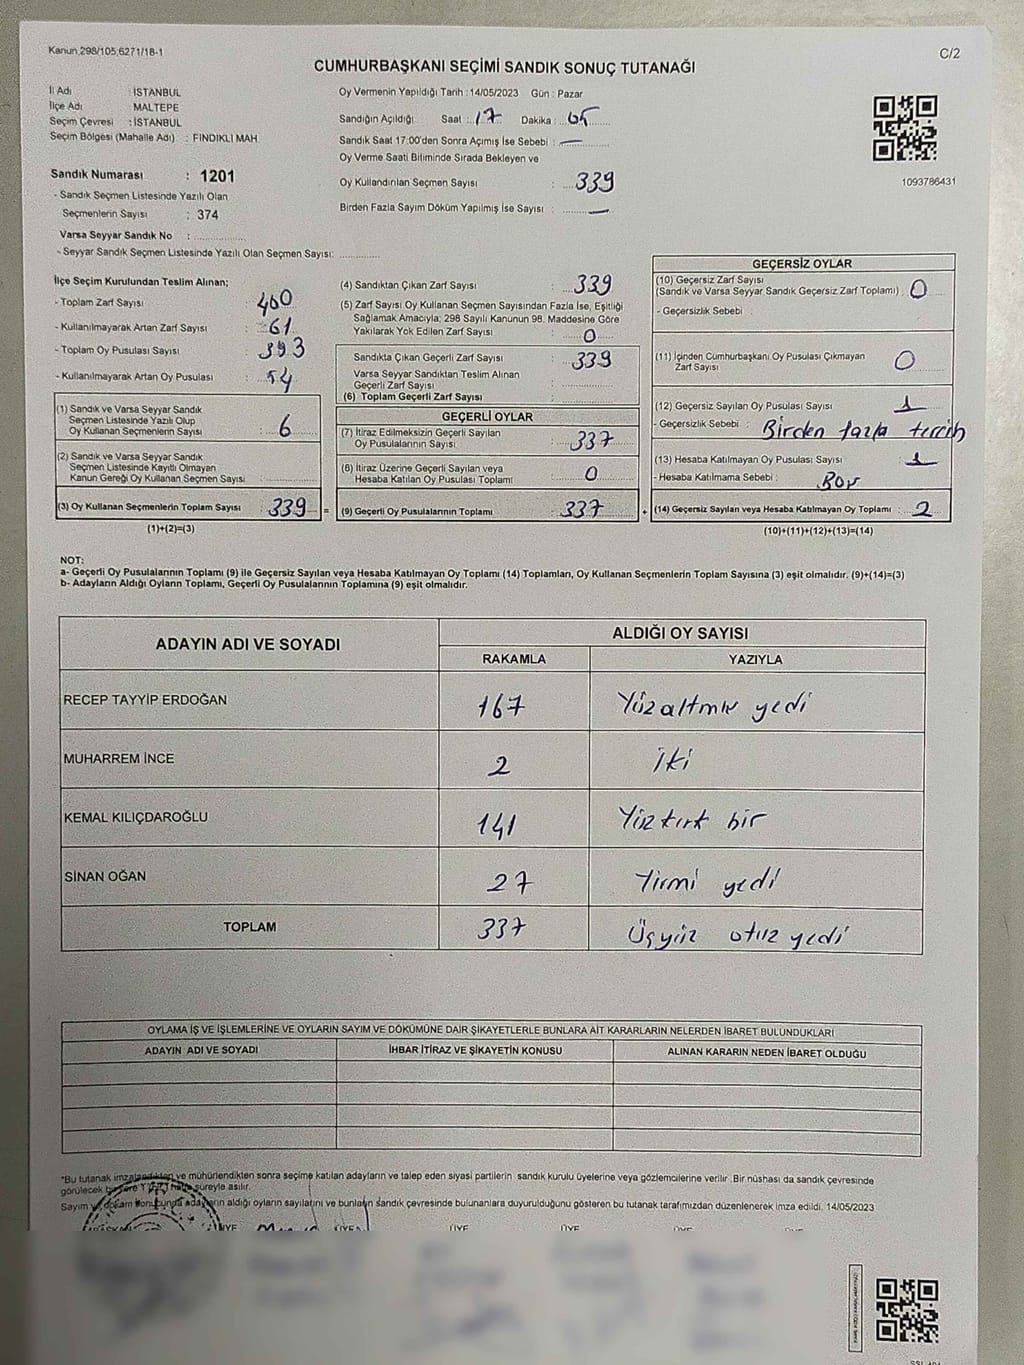 Kanun,298/105,6271/18-1
C/2
CUMHURBAŞKANI SEÇİMİ SANDIK SONUÇ TUTANAĞI
İl Adı : İSTANBUL
İlçe Adı MALTEPE
Seçim Çevresi : İSTANBUL
Seçim Bölgesi (Mahalle Adı) : FINDIKLI MAH.
Sandık Numarası : 1201
- Sandık Seçmen Listesinde Yazılı Olan
Seçmenlerin Sayısı : 374
Varsa Seyyar Sandık No :
- Seyyar Sandık Seçmen Listesinde Yazılı Olan Seçmen Sayısı:
Oy Vermenin Yapıldığı Tarih : 14/05/2023 Gün : Pazar
Sandığın Açıldığı Saat : 17 Dakika : 05
Sandık Saat 17:00'den Sonra Açımış İse Sebebi : —
Oy Verme Saati Bitiminde Sırada Bekleyen ve
Oy Kullandırılan Seçmen Sayısı : 339
Birden Fazla Sayım Döküm Yapılmış İse Sayısı : —
1093786431
İlçe Seçim Kurulundan Teslim Alınan;
- Toplam Zarf Sayısı : 400
- Kullanılmayarak Artan Zarf Sayısı : 61
- Toplam Oy Pusulası Sayısı : 393
- Kullanılmayarak Artan Oy Pusulası : 54
(1) Sandık ve Varsa Seyyar Sandık
Seçmen Listesinde Yazılı Olup
Oy Kullanan Seçmenlerin Sayısı : 6
(2) Sandık ve Varsa Seyyar Sandık
Seçmen Listesinde Kayıtlı Olmayan
Kanun Gereği Oy Kullanan Seçmen Sayısı :
(3) Oy Kullanan Seçmenlerin Toplam Sayısı : 339 =
(1)+(2)=(3)
(4) Sandıktan Çıkan Zarf Sayısı : 339
(5) Zarf Sayısı Oy Kullanan Seçmen Sayısından Fazla İse, Eşitliği
Sağlamak Amacıyla; 298 Sayılı Kanunun 98. Maddesine Göre
Yakılarak Yok Edilen Zarf Sayısı : 0
Sandıkta Çıkan Geçerli Zarf Sayısı : 339
Varsa Seyyar Sandıktan Teslim Alınan
Geçerli Zarf Sayısı :
(6) Toplam Geçerli Zarf Sayısı :
GEÇERLİ OYLAR
(7) İtiraz Edilmeksizin Geçerli Sayılan
Oy Pusulalarının Sayısı : 337
(8) İtiraz Üzerine Geçerli Sayılan veya
Hesaba Katılan Oy Pusulası Toplamı : 0
(9) Geçerli Oy Pusulalarının Toplamı : 337 +
GEÇERSİZ OYLAR
(10) Geçersiz Zarf Sayısı
(Sandık ve Varsa Seyyar Sandık Geçersiz Zarf Toplamı) : 0
- Geçersizlik Sebebi :
(11) İçinden Cumhurbaşkanı Oy Pusulası Çıkmayan
Zarf Sayısı : 0
(12) Geçersiz Sayılan Oy Pusulası Sayısı : 1
- Geçersizlik Sebebi : Birden fazla tercih
(13) Hesaba Katılmayan Oy Pusulası Sayısı : 1
- Hesaba Katılmama Sebebi : Boş
(14) Geçersiz Sayılan veya Hesaba Katılmayan Oy Toplamı : 2
(10)+(11)+(12)+(13)=(14)
NOT:
a- Geçerli Oy Pusulalarının Toplamı (9) ile Geçersiz Sayılan veya Hesaba Katılmayan Oy Toplamı (14) Toplamları, Oy Kullanan Seçmenlerin Toplam Sayısına (3) eşit olmalıdır. (9)+(14)=(3)
b- Adayların Aldığı Oyların Toplamı, Geçerli Oy Pusulalarının Toplamına (9) eşit olmalıdır.
ADAYIN ADI VE SOYADI ALDIĞI OY SAYISI
RAKAMLA YAZIYLA
RECEP TAYYİP ERDOĞAN 167 Yüzaltmış yedi
MUHARREM İNCE 2 iki
KEMAL KILIÇDAROĞLU 141 Yüzkırk bir
SİNAN OĞAN 27 Yirmi yedi
TOPLAM 337 Üçyüz otuz yedi
OYLAMA İŞ VE İŞLEMLERİNE VE OYLARIN SAYIM VE DÖKÜMÜNE DAİR ŞİKAYETLERLE BUNLARA AİT KARARLARIN NELERDEN İBARET BULUNDUKLARI
ADAYIN ADI VE SOYADI İHBAR İTİRAZ VE ŞİKAYETİN KONUSU ALINAN KARARIN NEDEN İBARET OLDUĞU
*Bu tutanak imzalandıktan ve mühürlendikten sonra seçime katılan adayların ve talep eden siyasi partilerin sandık kurulu üyelerine veya gözlemcilerine verilir. Bir nüshası da sandık çevresinde
görülecek bir yere 1 hafta süreyle asılır.
Sayım ve döküm sonucunda adayların aldığı oyların sayılarını ve bunların sandık çevresinde bulunanlara duyurulduğunu gösteren bu tutanak tarafımızdan düzenlenerek imza edildi. 14/05/2023
ÜYE ÜYE ÜYE ÜYE ÜYE